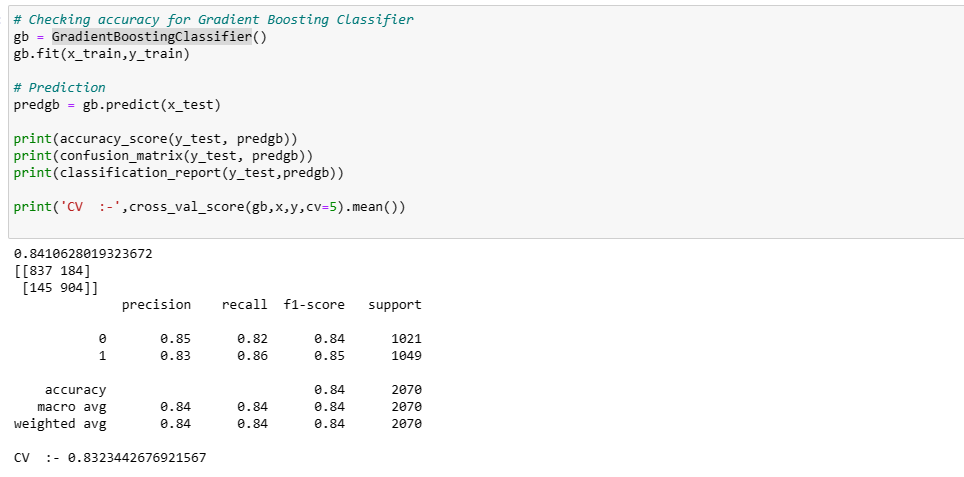 # Checking accuracy for Gradient Boosting Classifier
gb = GradientBoostingClassifier()
gb.fit(x_train,y_train)
# Prediction
predgb = gb.predict(x_test)
print(accuracy_score(y_test, predgb))
print(confusion_matrix(y_test, predgb))
print(classification_report(y_test,predgb))
print('CV  :-',cross_val_score(gb,x,y,cv=5).mean())
0.8410628019323672
[[837 184]
 [145 904]]
              precision    recall  f1-score   support
           0       0.85      0.82      0.84      1021
           1       0.83      0.86      0.85      1049
    accuracy                           0.84      2070
   macro avg       0.84      0.84      0.84      2070
weighted avg       0.84      0.84      0.84      2070
CV  :- 0.8323442676921567